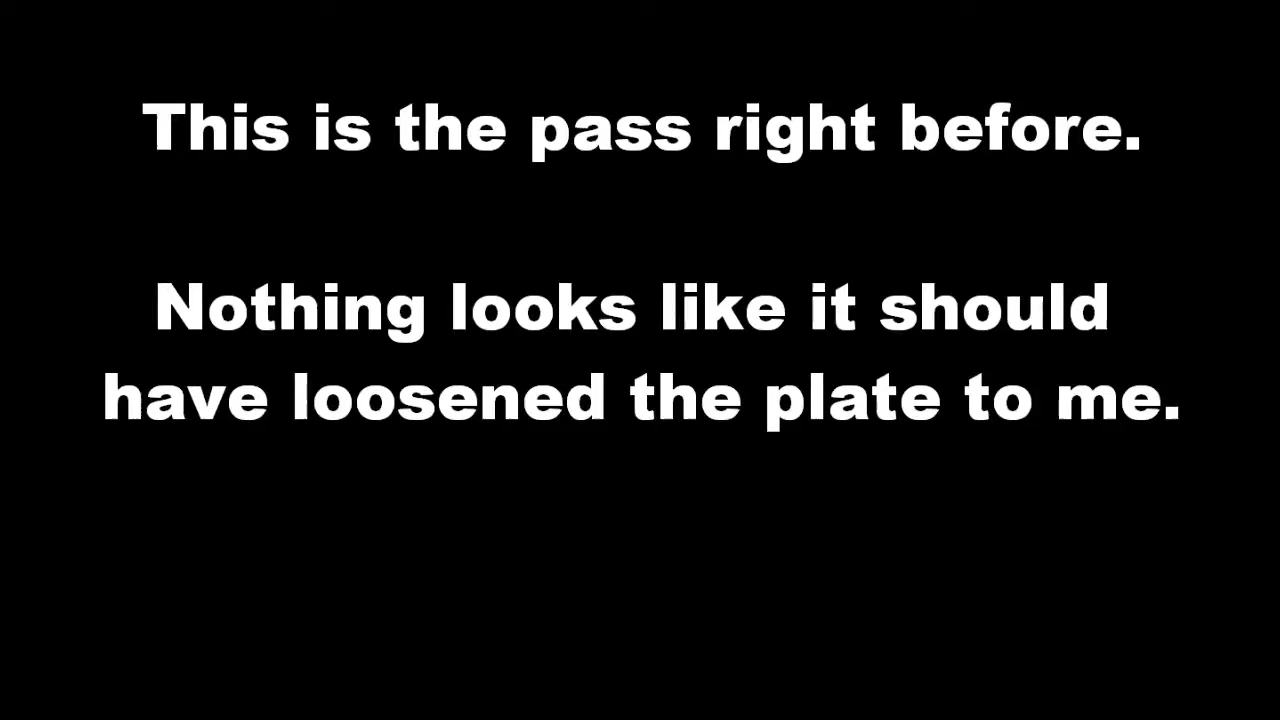 This is the pass right before.
Nothing looks like it should
have loosened the plate to me.